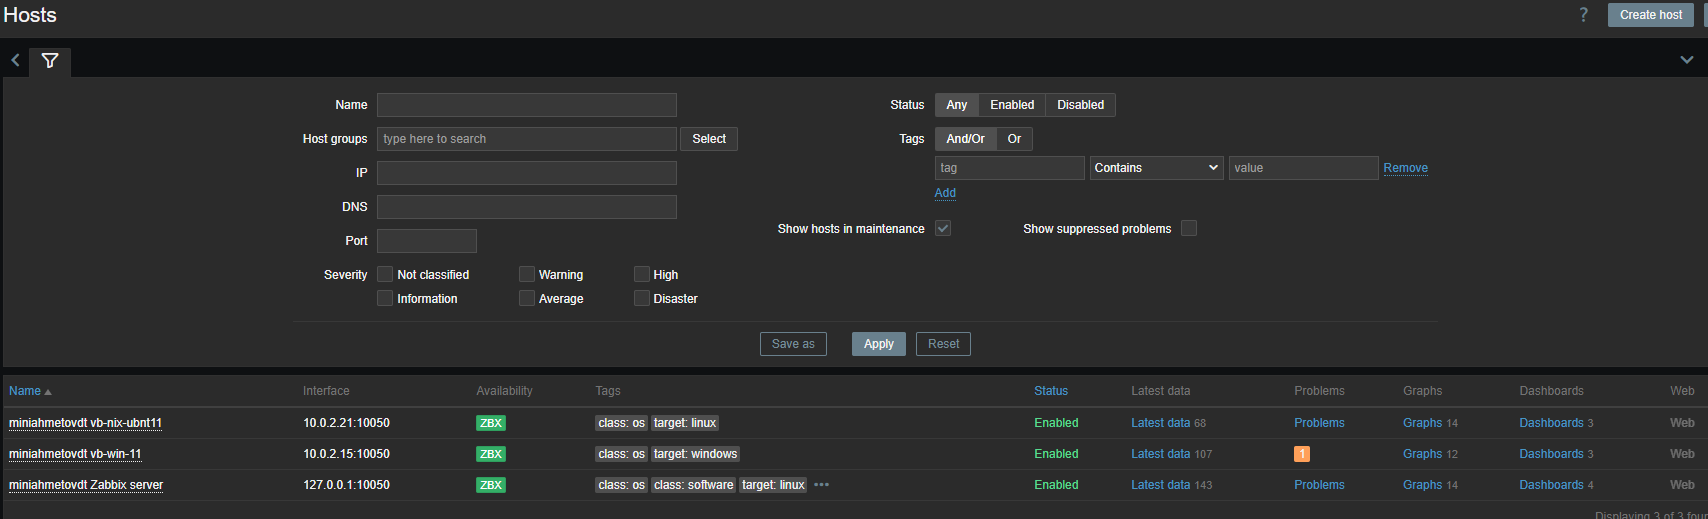 Hosts
? Create host
Name
Status Any Enabled Disabled
Host groups type here to search Select
Tags And/Or Or
IP
tag Contains value Remove
Add
DNS
Show hosts in maintenance Show suppressed problems
Port
Severity Not classified Warning High
Information Average Disaster
Save as Apply Reset
Name Interface Availability Tags Status Latest data Problems Graphs Dashboards Web
miniahmetovdt vb-nix-ubnt11 10.0.2.21:10050 ZBX class: os target: linux Enabled Latest data 68 Problems Graphs 14 Dashboards 3 Web
miniahmetovdt vb-win-11 10.0.2.15:10050 ZBX class: os target: windows Enabled Latest data 107 1 Graphs 12 Dashboards 3 Web
miniahmetovdt Zabbix server 127.0.0.1:10050 ZBX class: os class: software target: linux ••• Enabled Latest data 143 Problems Graphs 14 Dashboards 4 Web
Displaying 3 of 3 four